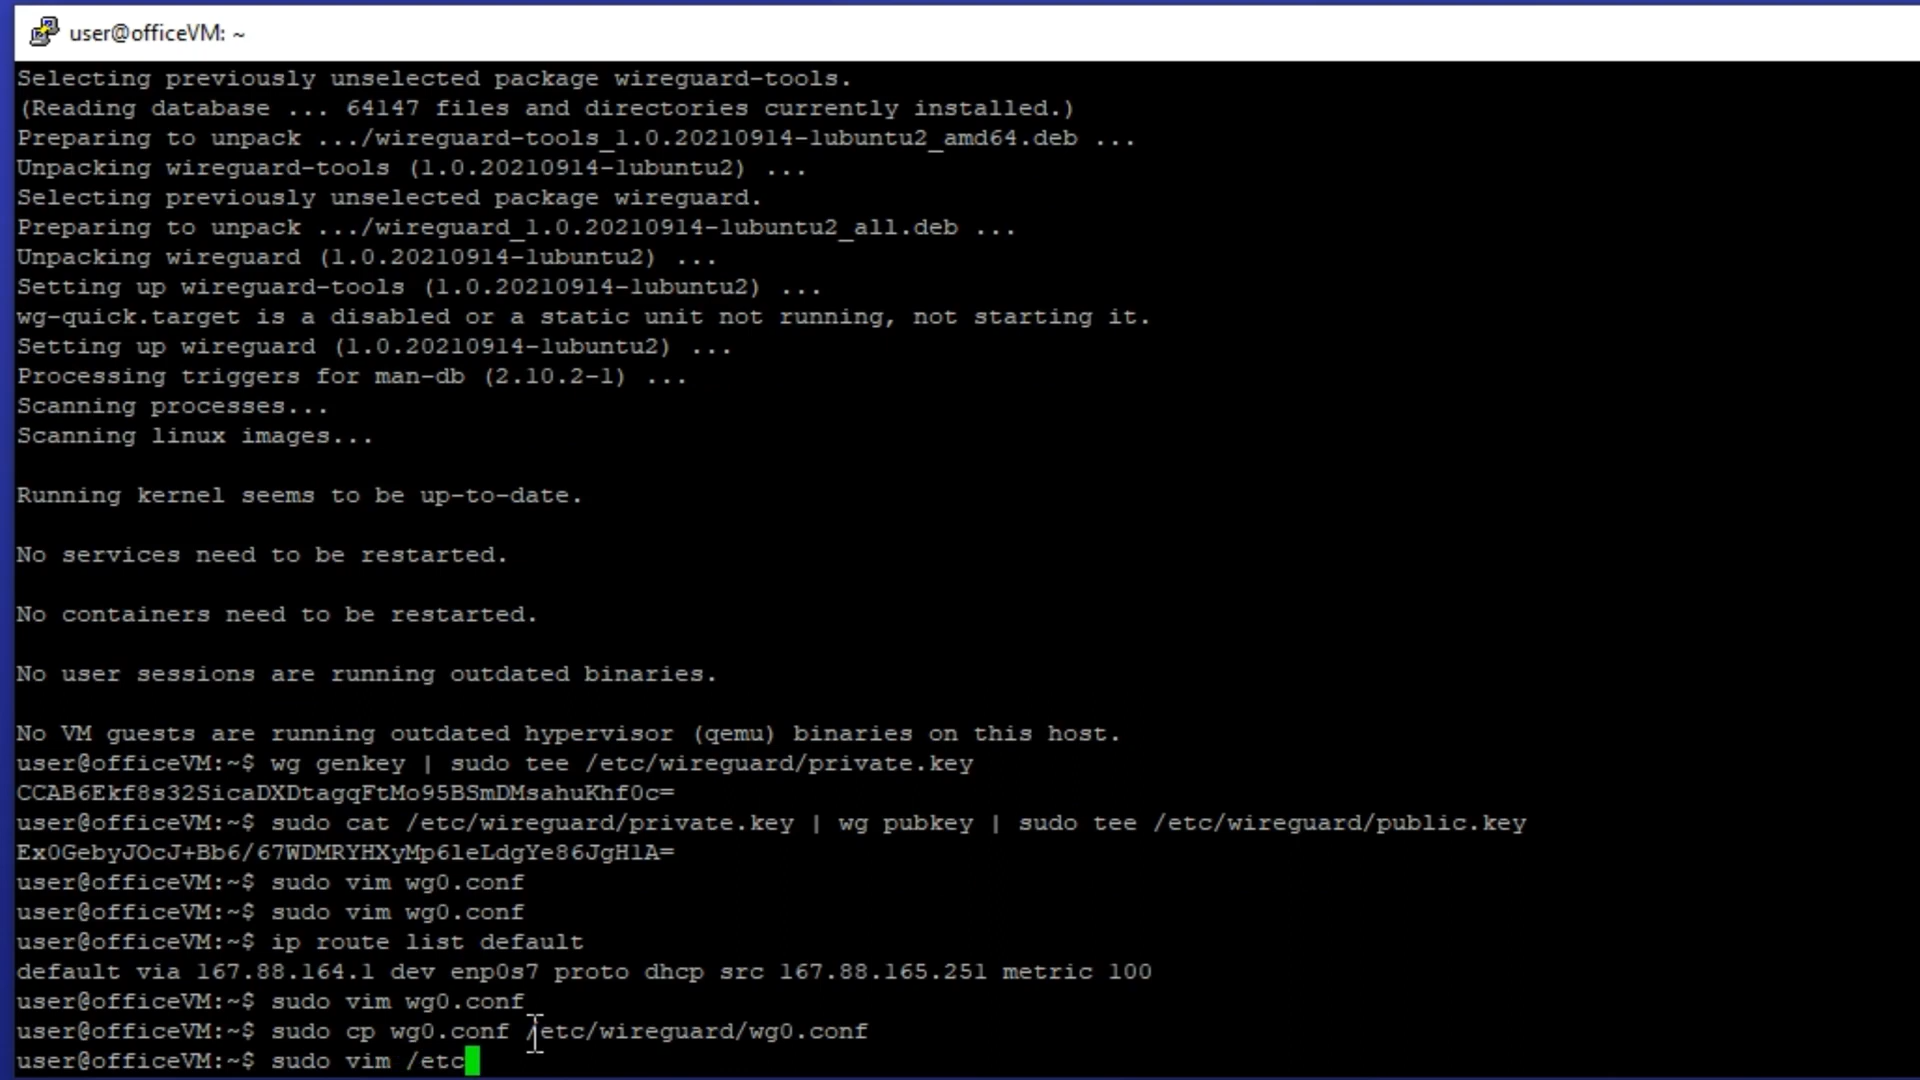 user@officeVM: ~
Selecting previously unselected package wireguard-tools.
(Reading database ... 64147 files and directories currently installed.)
Preparing to unpack .../wireguard-tools_1.0.20210914-1ubuntu2_amd64.deb ...
Unpacking wireguard-tools (1.0.20210914-1ubuntu2) ...
Selecting previously unselected package wireguard.
Preparing to unpack .../wireguard_1.0.20210914-1ubuntu2_all.deb ...
Unpacking wireguard (1.0.20210914-1ubuntu2) ...
Setting up wireguard-tools (1.0.20210914-1ubuntu2) ...
wg-quick.target is a disabled or a static unit not running, not starting it.
Setting up wireguard (1.0.20210914-1ubuntu2) ...
Processing triggers for man-db (2.10.2-1) ...
Scanning processes...
Scanning linux images...
Running kernel seems to be up-to-date.
No services need to be restarted.
No containers need to be restarted.
No user sessions are running outdated binaries.
No VM guests are running outdated hypervisor (qemu) binaries on this host.
user@officeVM:~$ wg genkey | sudo tee /etc/wireguard/private.key
CCAB6Ekf8s32SicaDXDtagqFtMo95BSmDMsahuKhf0c=
user@officeVM:~$ sudo cat /etc/wireguard/private.key | wg pubkey | sudo tee /etc/wireguard/public.key
Ex0GebyJOcJ+Bb6/67WDMRYHXyMp6leLdgYe86JgH1A=
user@officeVM:~$ sudo vim wg0.conf
user@officeVM:~$ sudo vim wg0.conf
user@officeVM:~$ ip route list default
default via 167.88.164.1 dev enp0s7 proto dhcp src 167.88.165.251 metric 100
user@officeVM:~$ sudo vim wg0.conf
user@officeVM:~$ sudo cp wg0.conf /etc/wireguard/wg0.conf
user@officeVM:~$ sudo vim /etc